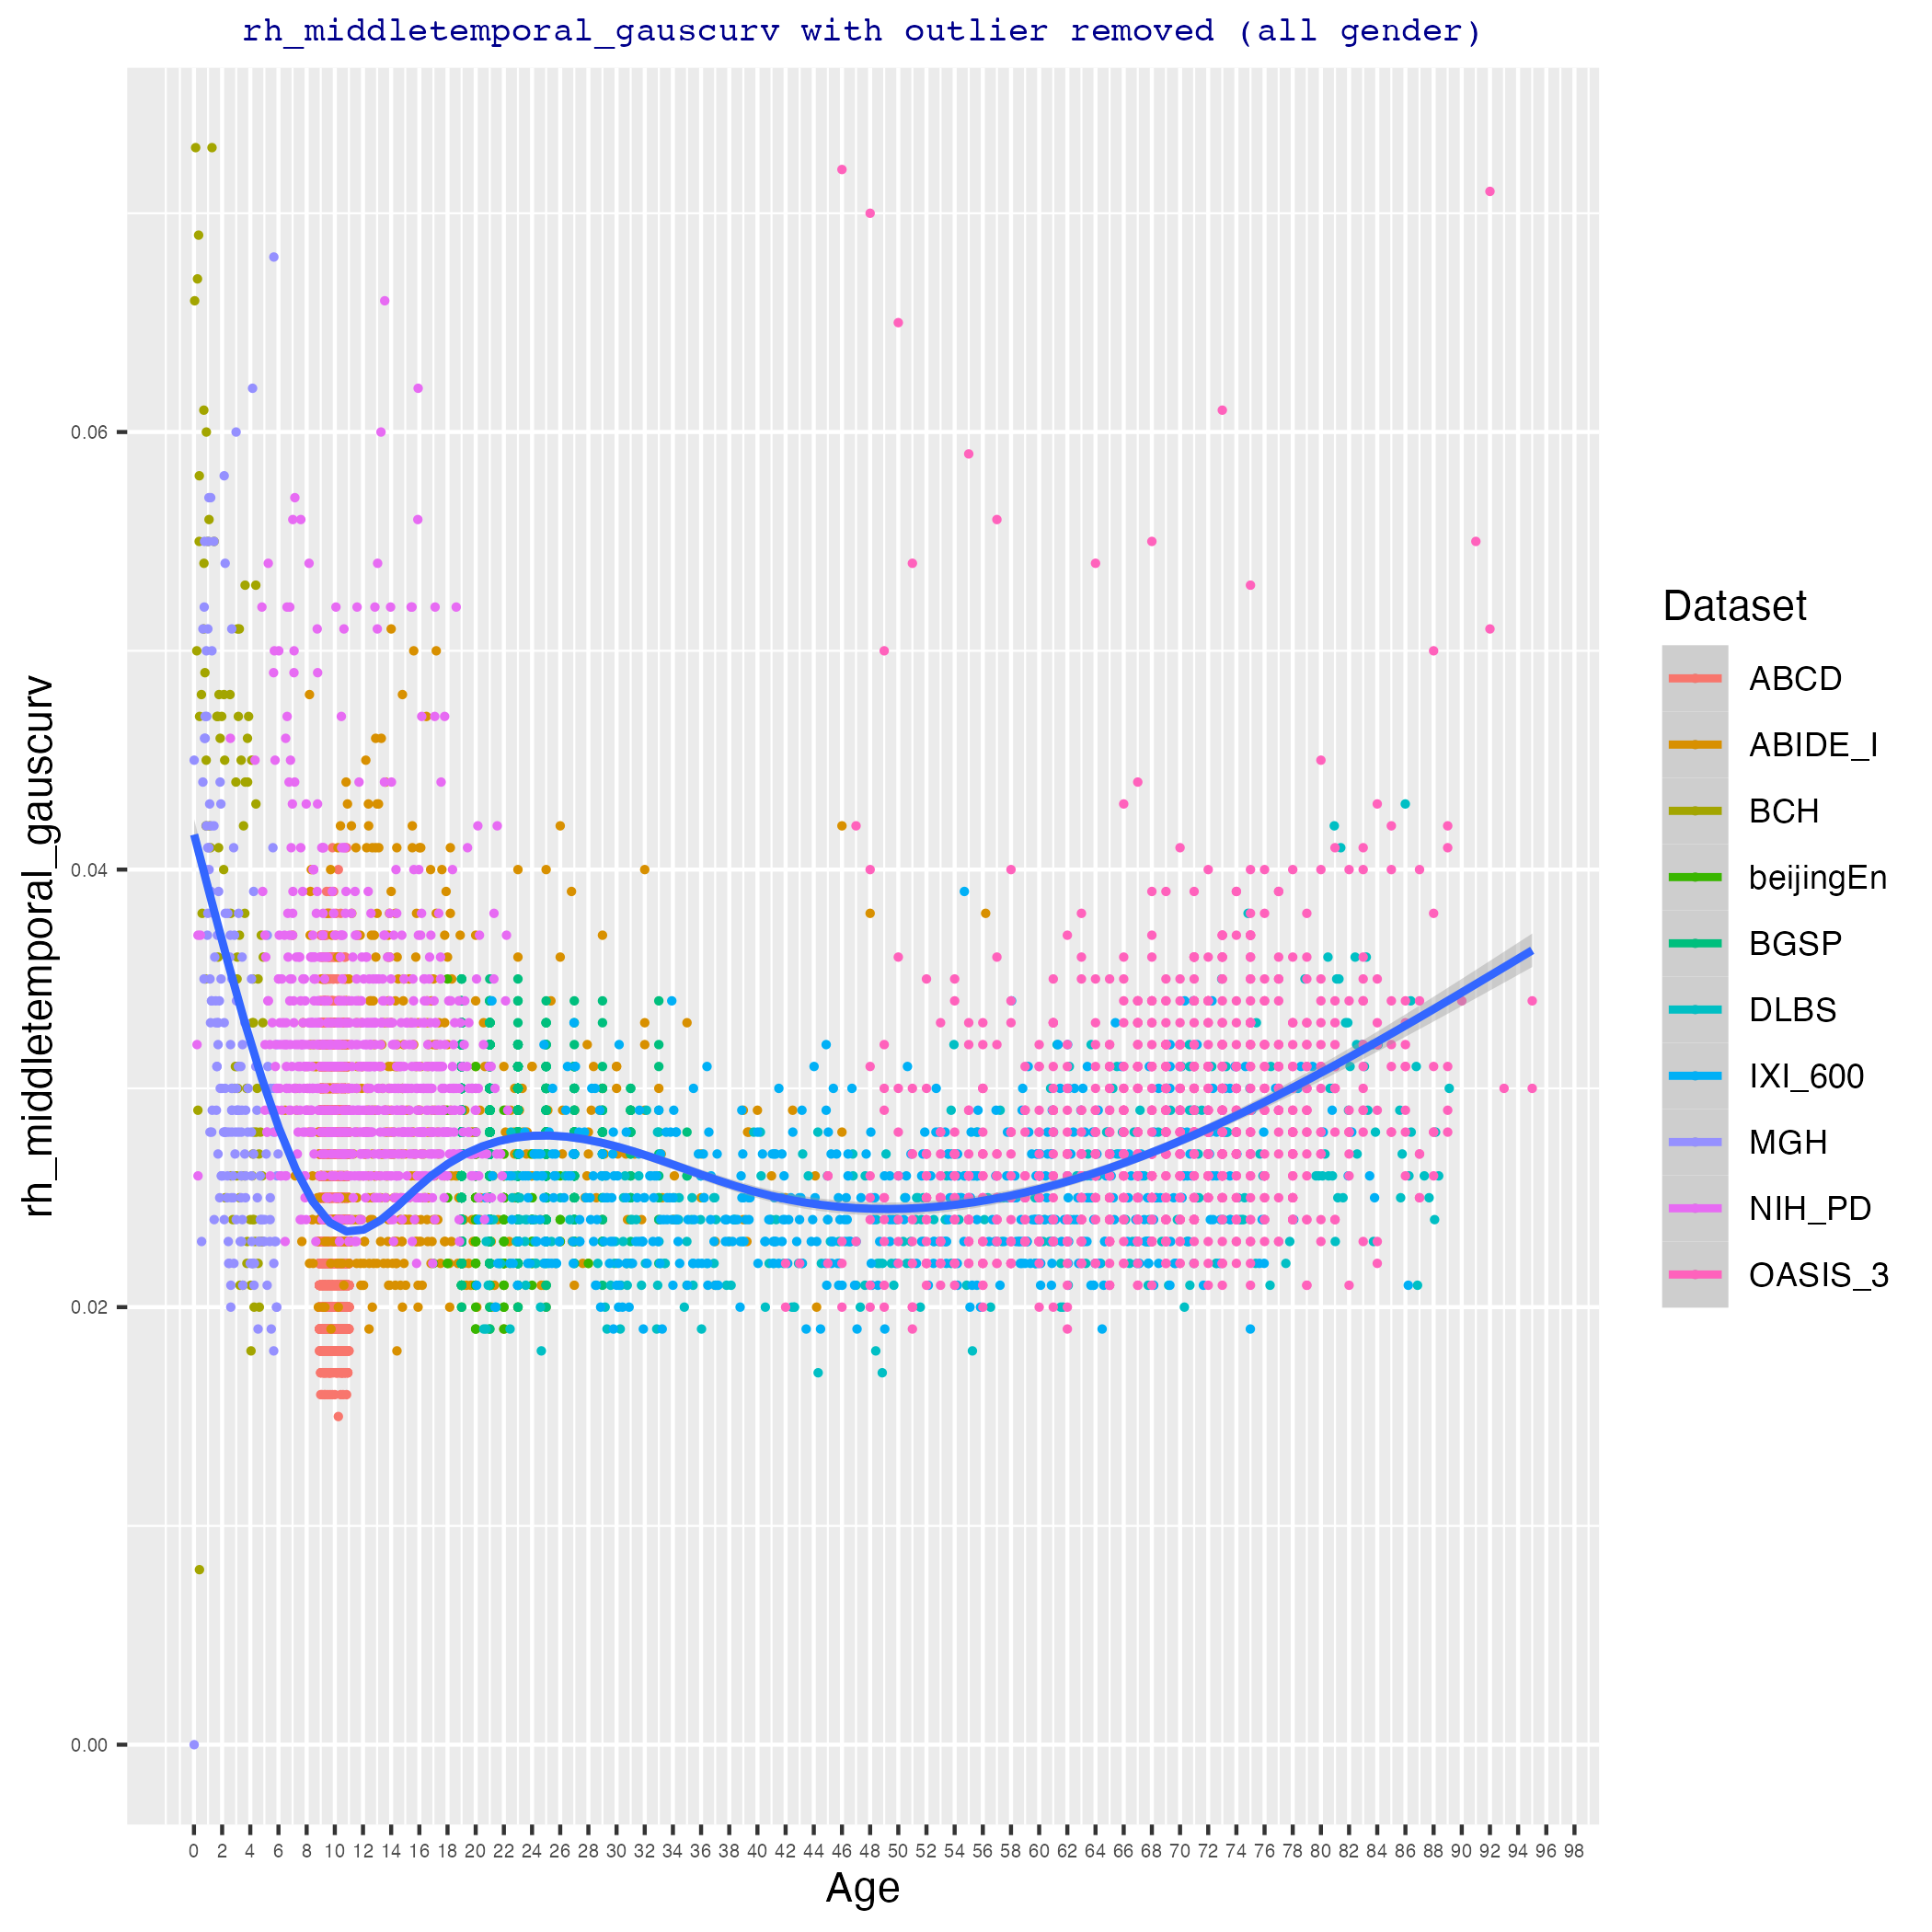 rh_middletemporal_gauscurv with outlier removed (all gender)
rh_middletemporal_gauscurv
0.06
0.04
0.02
0.00
0 2 4 6 8 10 12 14 16 18 20 22 24 26 28 30 32 34 36 38 40 42 44 46 48 50 52 54 56 58 60 62 64 66 68 70 72 74 76 78 80 82 84 86 88 90 92 94 96 98
Age
Dataset
ABCD
ABIDE_I
BCH
beijingEn
BGSP
DLBS
IXI_600
MGH
NIH_PD
OASIS_3